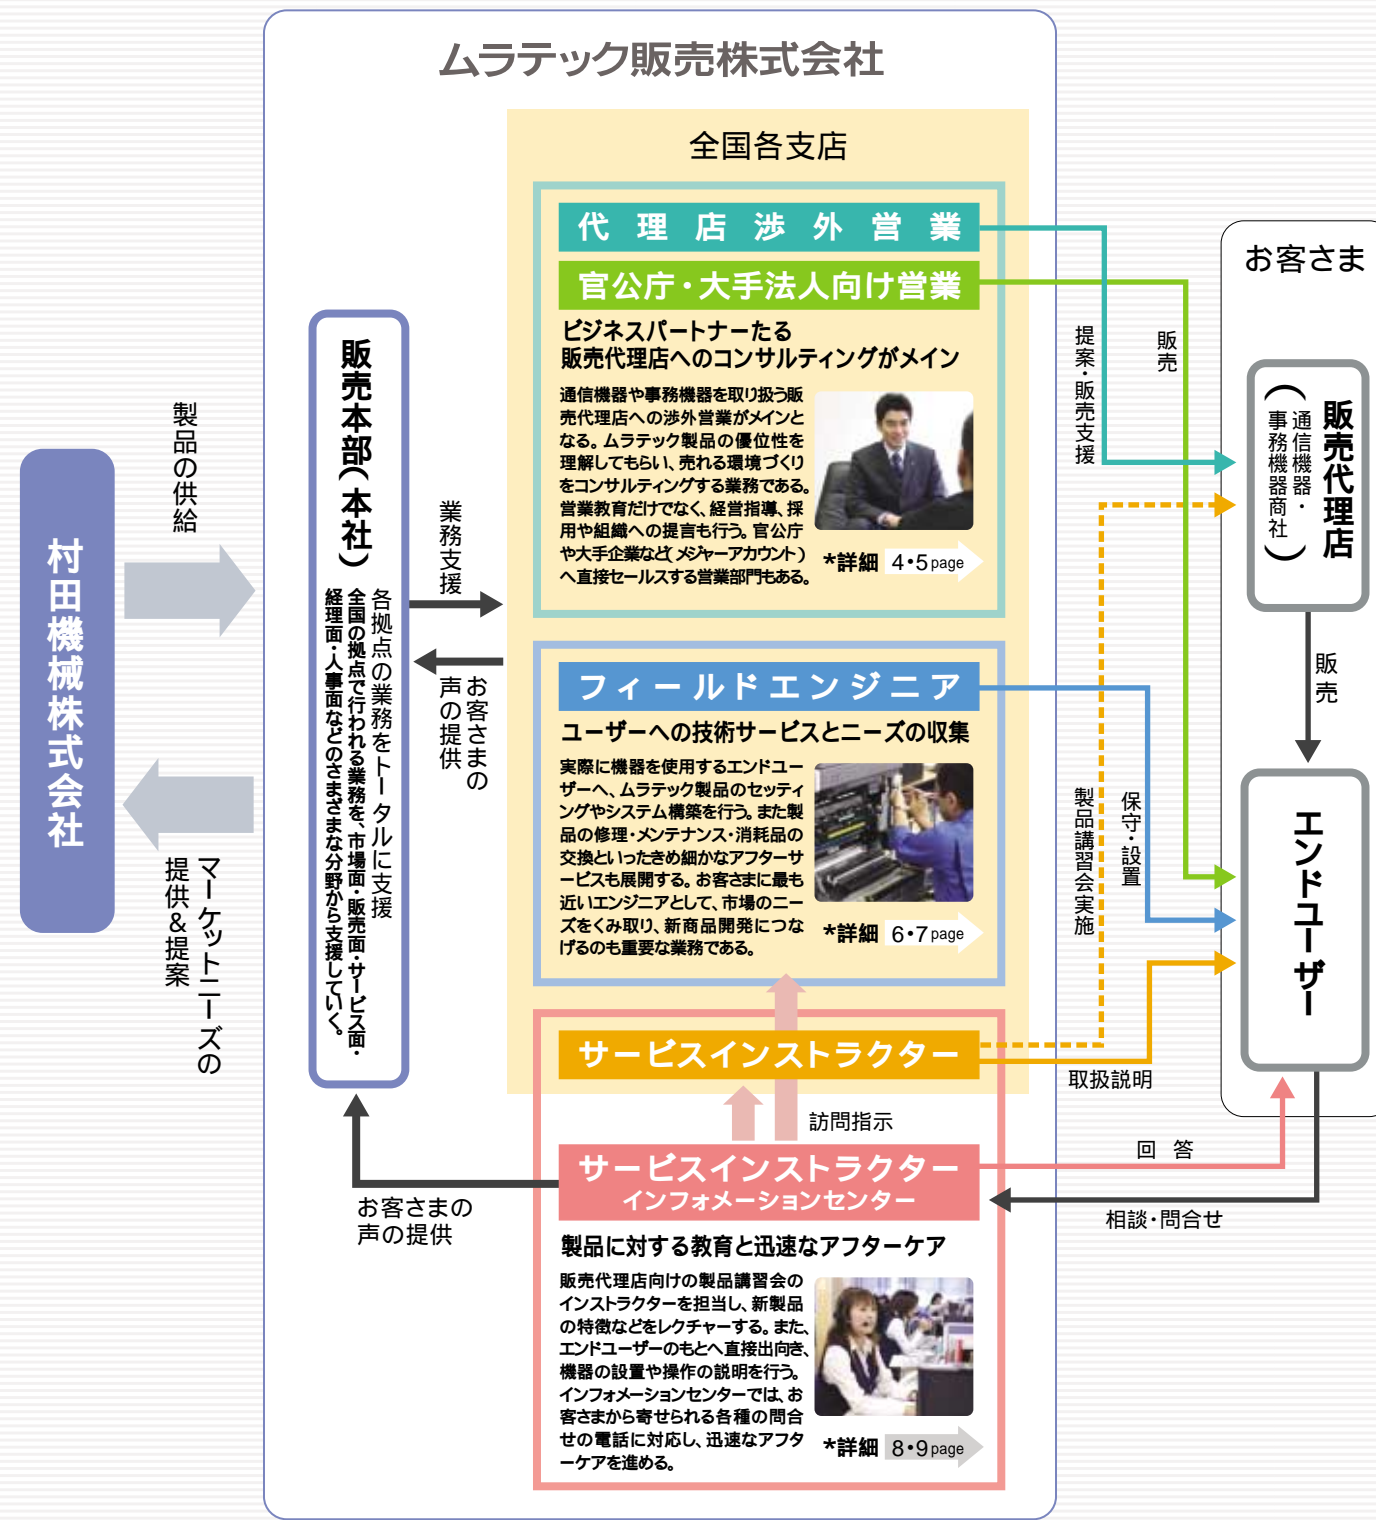 ムラテック販売株式会社
全国各支店
代理店渉外営業
官公庁・大手法人向け営業
ビジネスパートナーたる
販売代理店へのコンサルティングがメイン
通信機器や事務機器を取り扱う販
売代理店への渉外営業がメインと
なる。ムラテック製品の優位性を
理解してもらい、売れる環境づくり
をコンサルティングする業務である。
営業教育だけでなく、経営指導、採
用や組織への提言も行う。官公庁
や大手企業など(メジャーアカウント)
へ直接セールスする営業部門もある。
*詳細 4・5page
フィールドエンジニア
ユーザーへの技術サービスとニーズの収集
実際に機器を使用するエンドユー
ザーへ、ムラテック製品のセッティ
ングやシステム構築を行う。また製
品の修理・メンテナンス・消耗品の
交換といったきめ細かなアフターサ
ービスも展開する。お客さまに最も
近いエンジニアとして、市場のニー
ズをくみ取り、新商品開発につな
げるのも重要な業務である。
*詳細 6・7page
サービスインストラクター
訪問指示
サービスインストラクター
インフォメーションセンター
製品に対する教育と迅速なアフターケア
販売代理店向けの製品講習会の
インストラクターを担当し、新製品
の特徴などをレクチャーする。また、
エンドユーザーのもとへ直接出向き、
機器の設置や操作の説明を行う。
インフォメーションセンターでは、お
客さまから寄せられる各種の問合
せの電話に対応し、迅速なアフタ
ーケアを進める。
*詳細 8・9page
村田機械株式会社
製品の供給
マーケットニーズの
提供&提案
販売本部(本社)
各拠点の業務をトータルに支援
全国の拠点で行われる業務を、市場面・販売面・サービス面・
経理面・人事面などのさまざまな分野から支援していく。
業務支援
お客さまの
声の提供
お客さまの
声の提供
提案・販売支援
販売
製品講習会実施
保守・設置
取扱説明
回答
相談・問合せ
お客さま
販売代理店
(通信機器・
事務機器商社)
販売
エンドユーザー